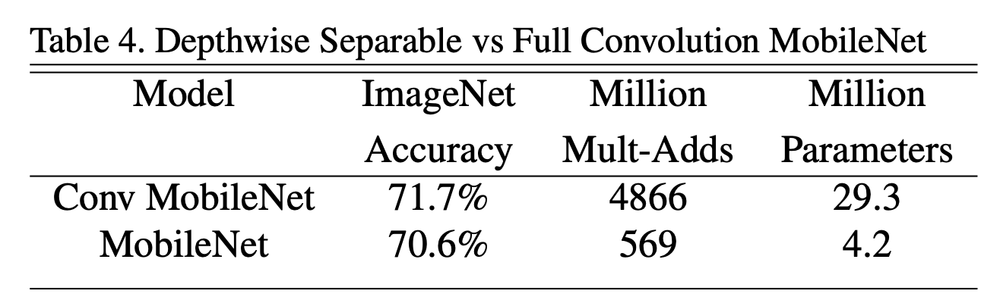 Table 4. Depthwise Separable vs Full Convolution MobileNet
Model ImageNet Million Million
Accuracy Mult-Adds Parameters
Conv MobileNet 71.7% 4866 29.3
MobileNet 70.6% 569 4.2